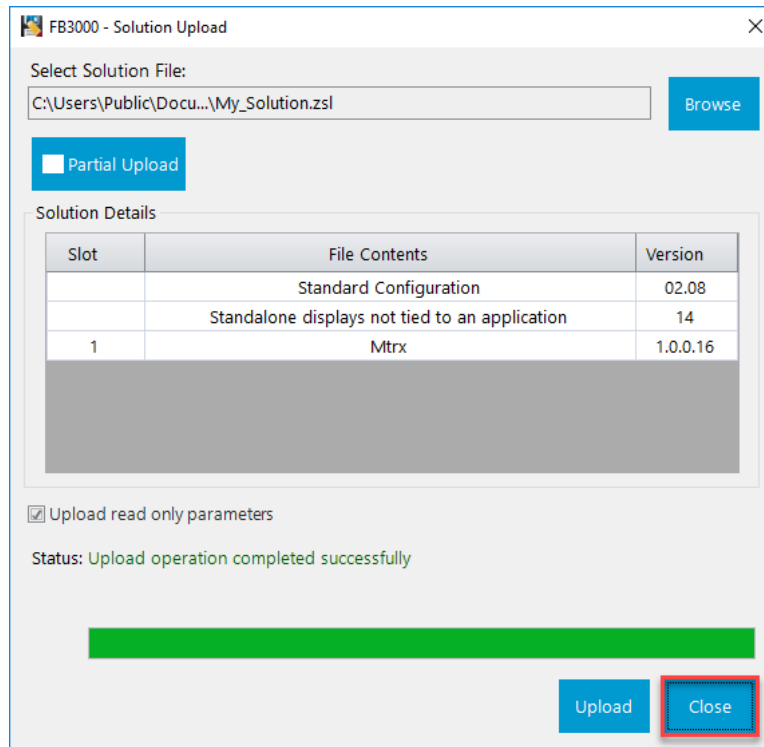 FB3000 - Solution Upload
Select Solution File:
C:\Users\Public\Docu...\My_Solution.zsl
Browse
Partial Upload
Solution Details
Slot File Contents Version
Standard Configuration 02.08
Standalone displays not tied to an application 14
1 Mtrx 1.0.0.16
Upload read only parameters
Status: Upload operation completed successfully
Upload Close